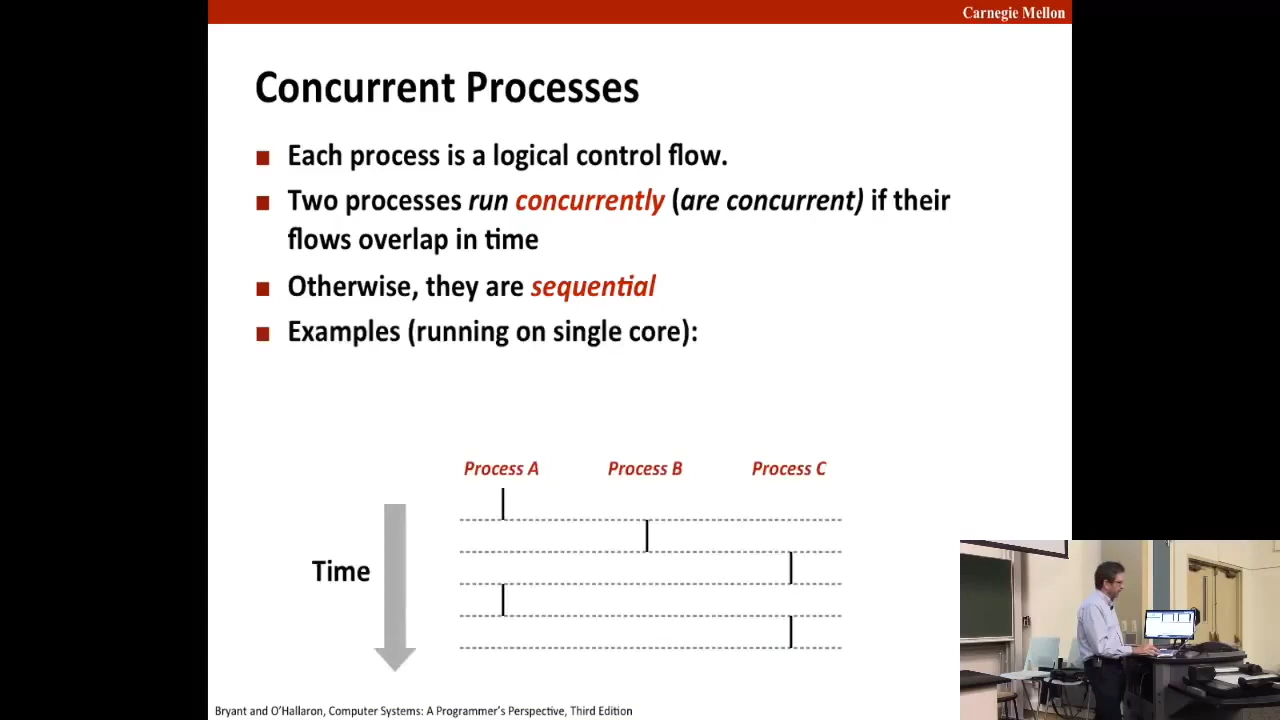 Carnegie Mellon
Concurrent Processes
Each process is a logical control flow.
Two processes run concurrently (are concurrent) if their
flows overlap in time
Otherwise, they are sequential
Examples (running on single core):
Process A Process B Process C
Time
Bryant and O'Hallaron, Computer Systems: A Programmer's Perspective, Third Edition